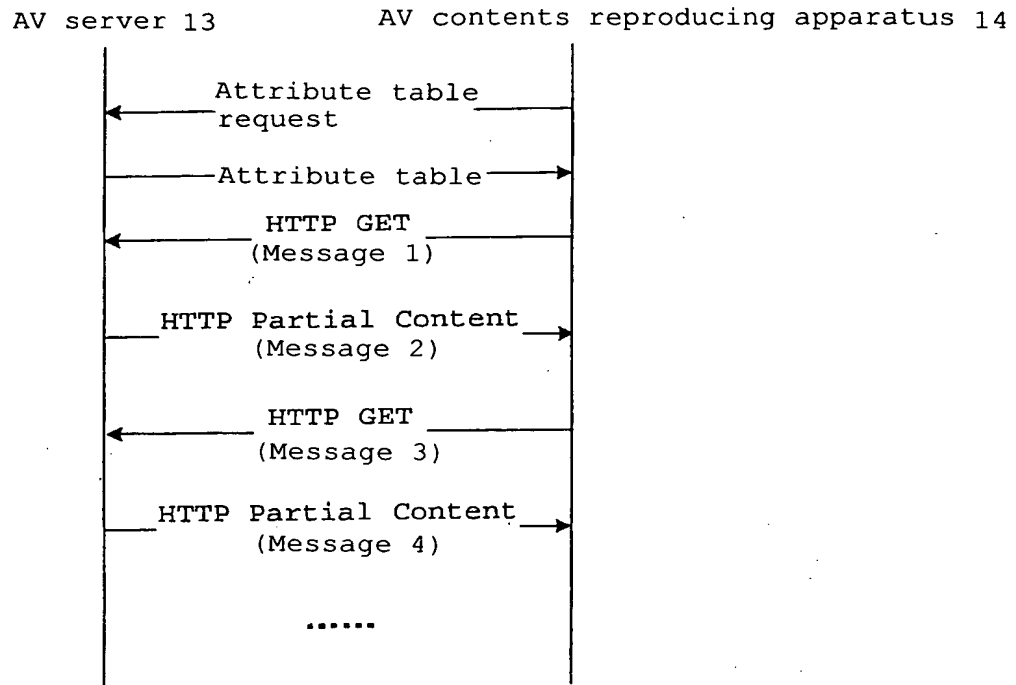 AV server 13 AV contents reproducing apparatus 14
Attribute table
request
Attribute table
HTTP GET
(Message 1)
HTTP Partial Content
(Message 2)
HTTP GET
(Message 3)
HTTP Partial Content
(Message 4)
......